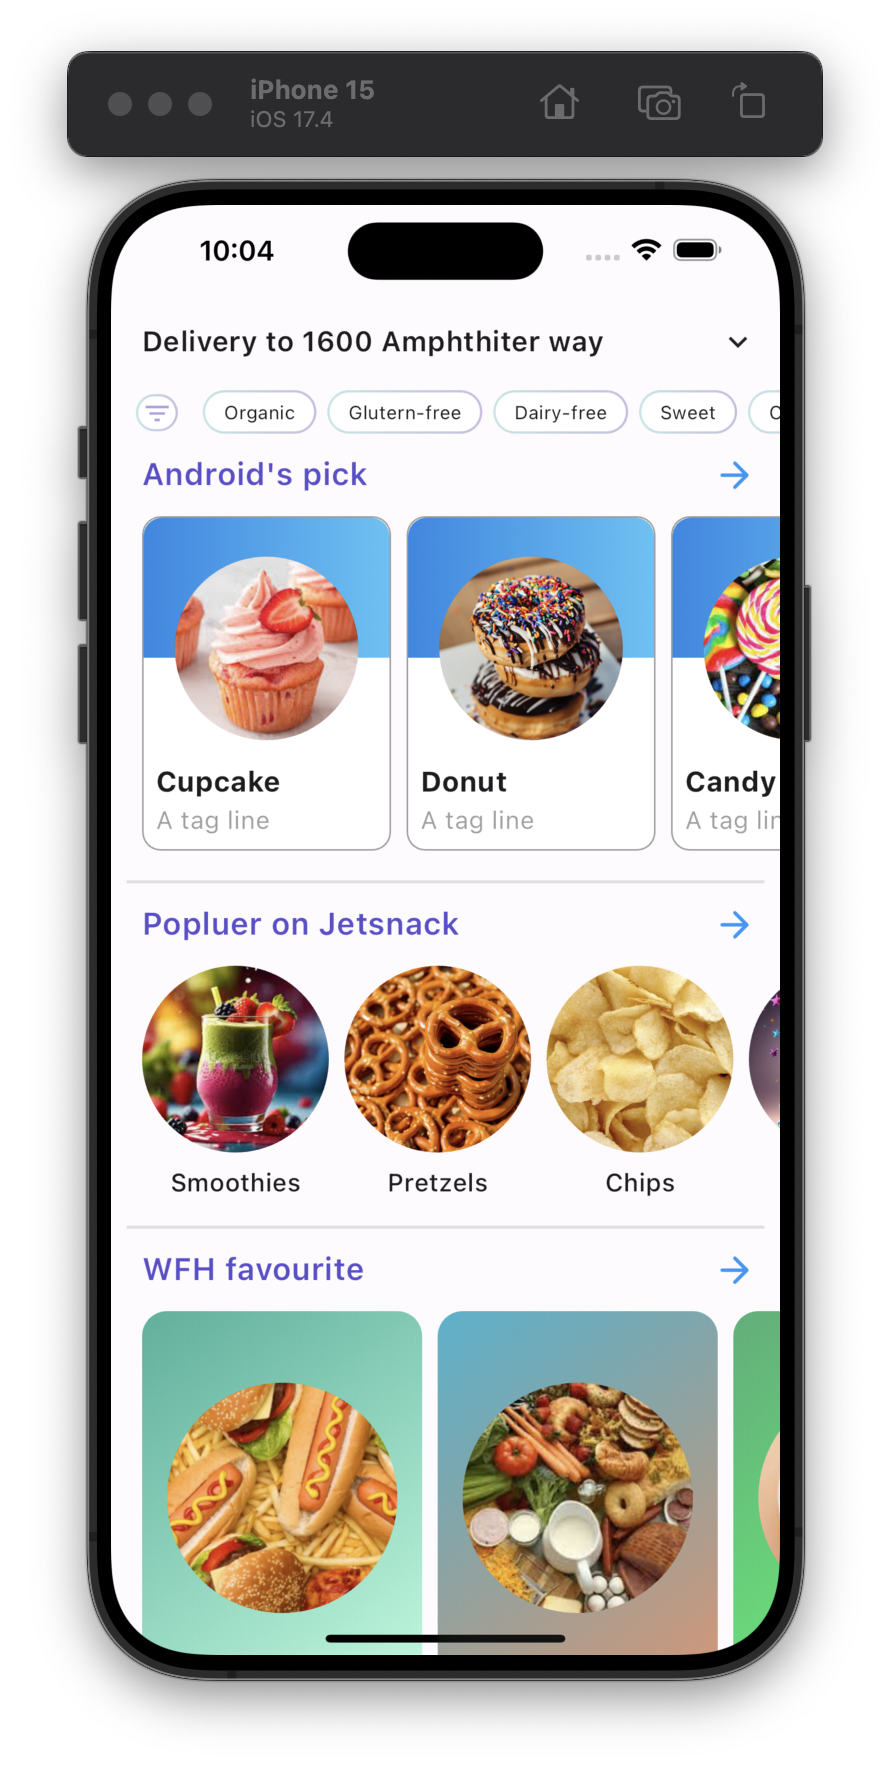 iPhone 15
iOS 17.4
10:04
Delivery to 1600 Amphthiter way
Organic
Glutern-free
Dairy-free
Sweet
Android's pick
Cupcake
A tag line
Donut
A tag line
Candy
A tag lin
Popluer on Jetsnack
Smoothies
Pretzels
Chips
WFH favourite